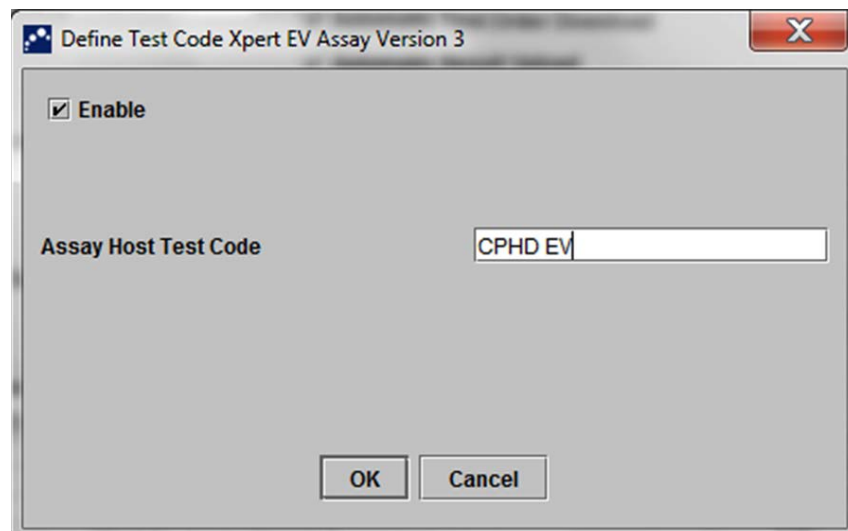 Define Test Code Xpert EV Assay Version 3
Enable
Assay Host Test Code
CPHD EV
OK
Cancel